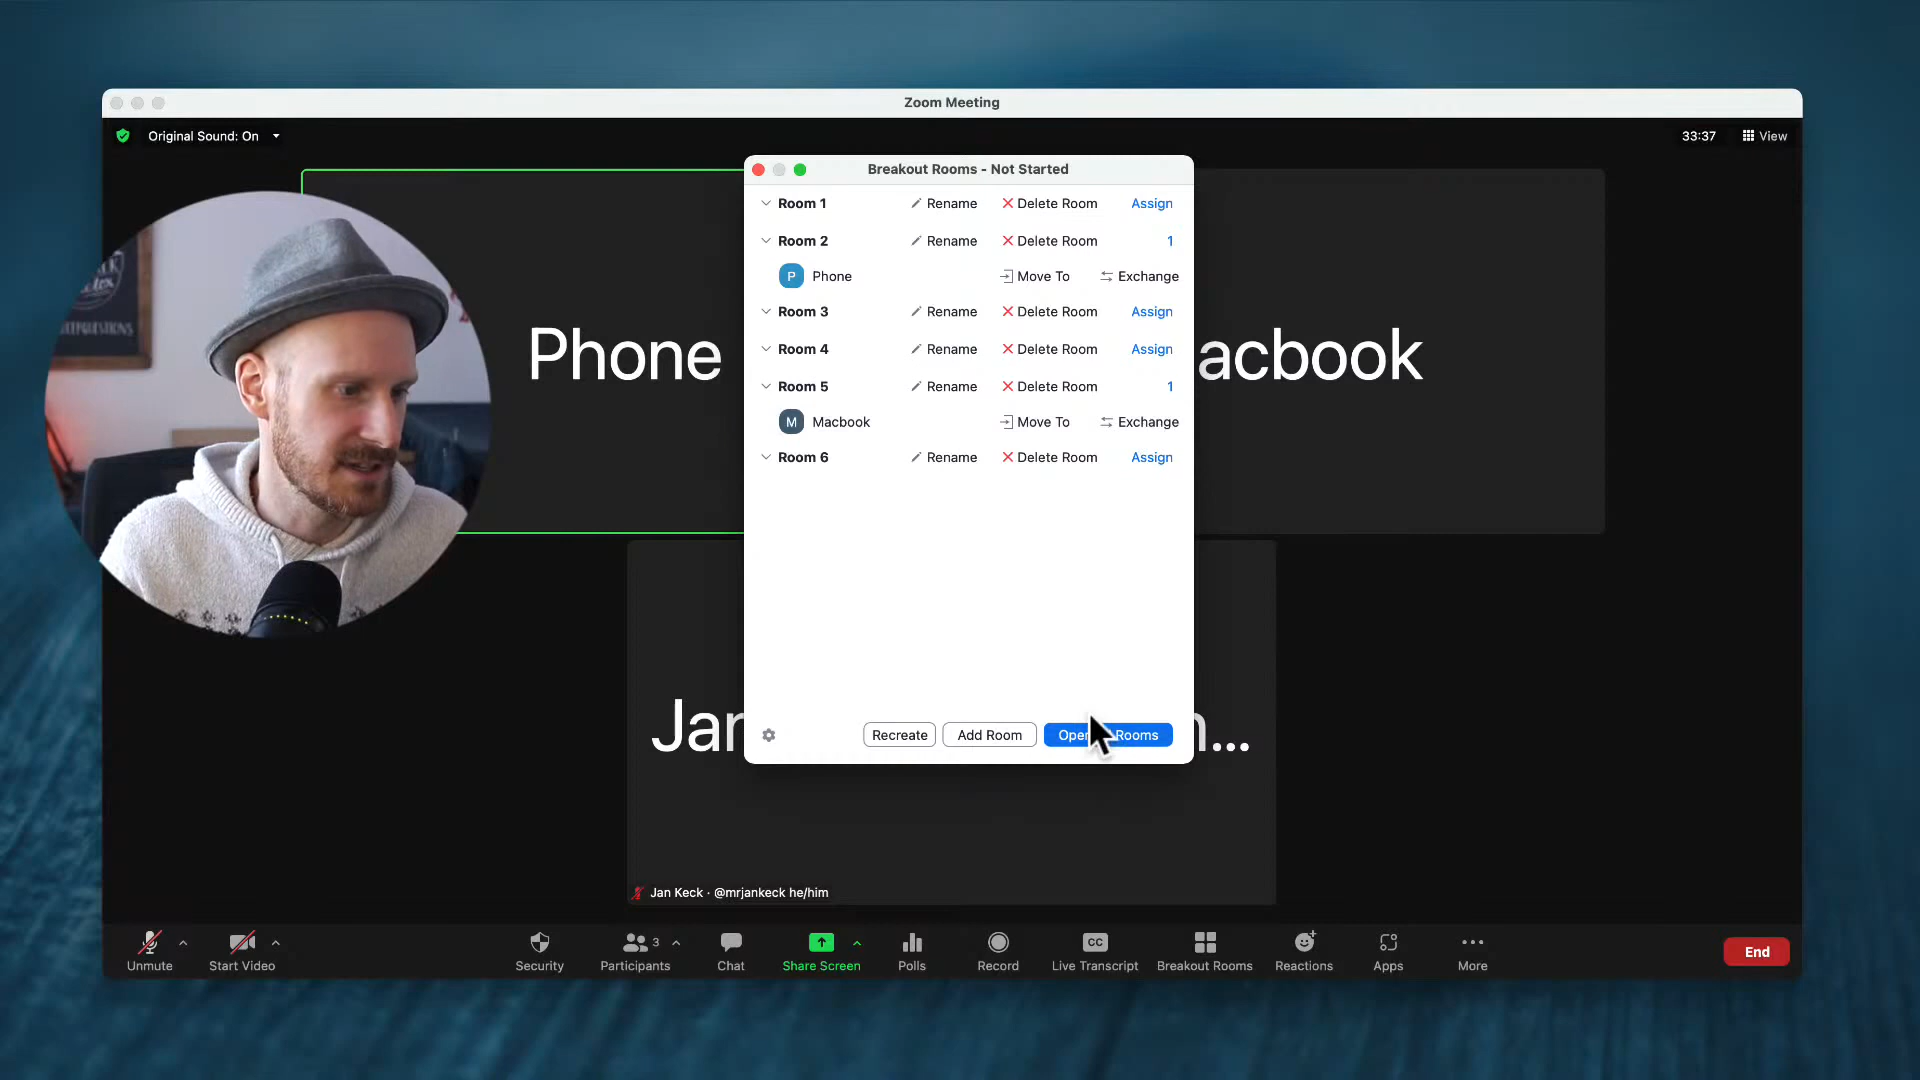 Zoom Meeting
Original Sound: On
33:37 View
Breakout Rooms - Not Started
Room 1 Rename Delete Room Assign
Room 2 Rename Delete Room 1
P Phone Move To Exchange
Room 3 Rename Delete Room Assign
Room 4 Rename Delete Room Assign
Room 5 Rename Delete Room 1
M Macbook Move To Exchange
Room 6 Rename Delete Room Assign
Recreate Add Room Open Rooms
Phone
acbook
Jan
...
Jan Keck · @mrjankeck he/him
Unmute Start Video Security Participants 3 Chat Share Screen Polls Record CC Live Transcript Breakout Rooms Reactions Apps More End